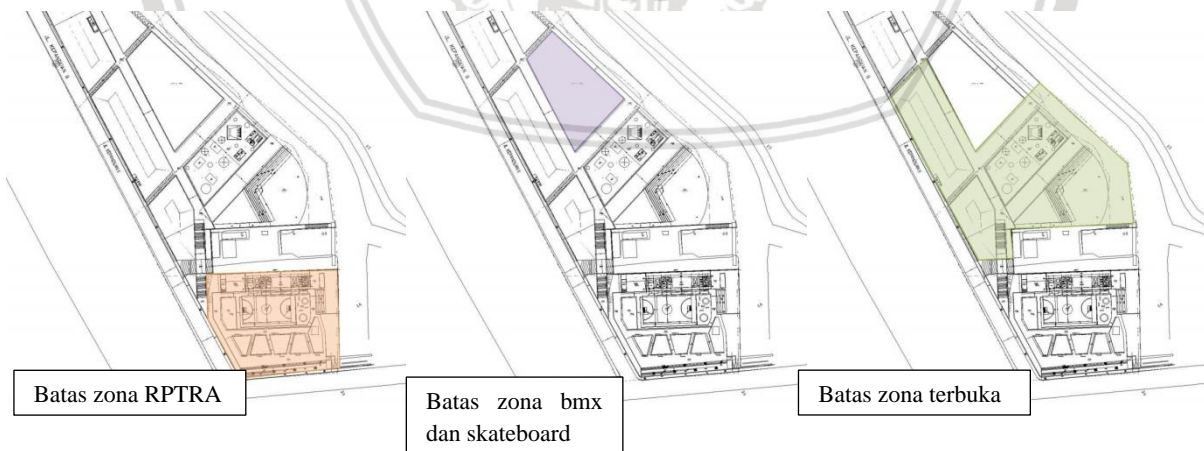 Batas zona RPTRA
Batas zona bmx
dan skateboard
Batas zona terbuka